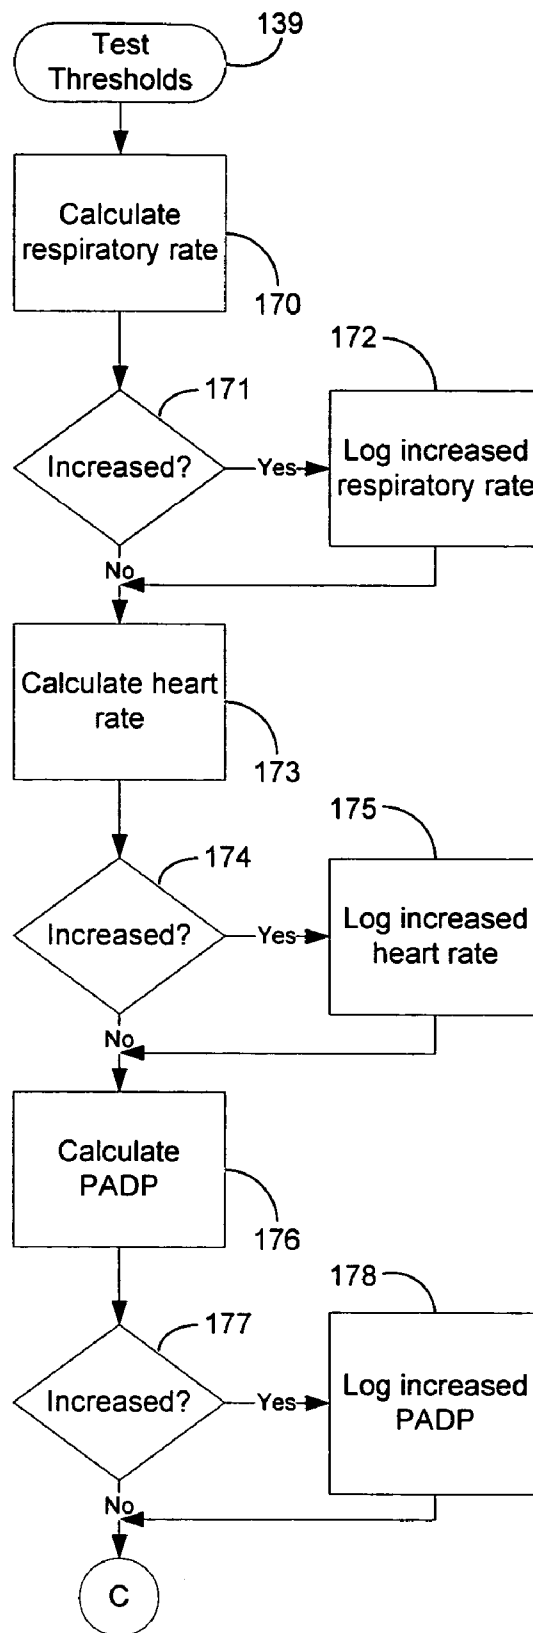 Test
Thresholds
139
Calculate
respiratory rate
170
171
172
Increased?
Yes
Log increased
respiratory rate
No
Calculate heart
rate
173
174
175
Increased?
Yes
Log increased
heart rate
No
Calculate
PADP
176
177
178
Increased?
Yes
Log increased
PADP
No
C